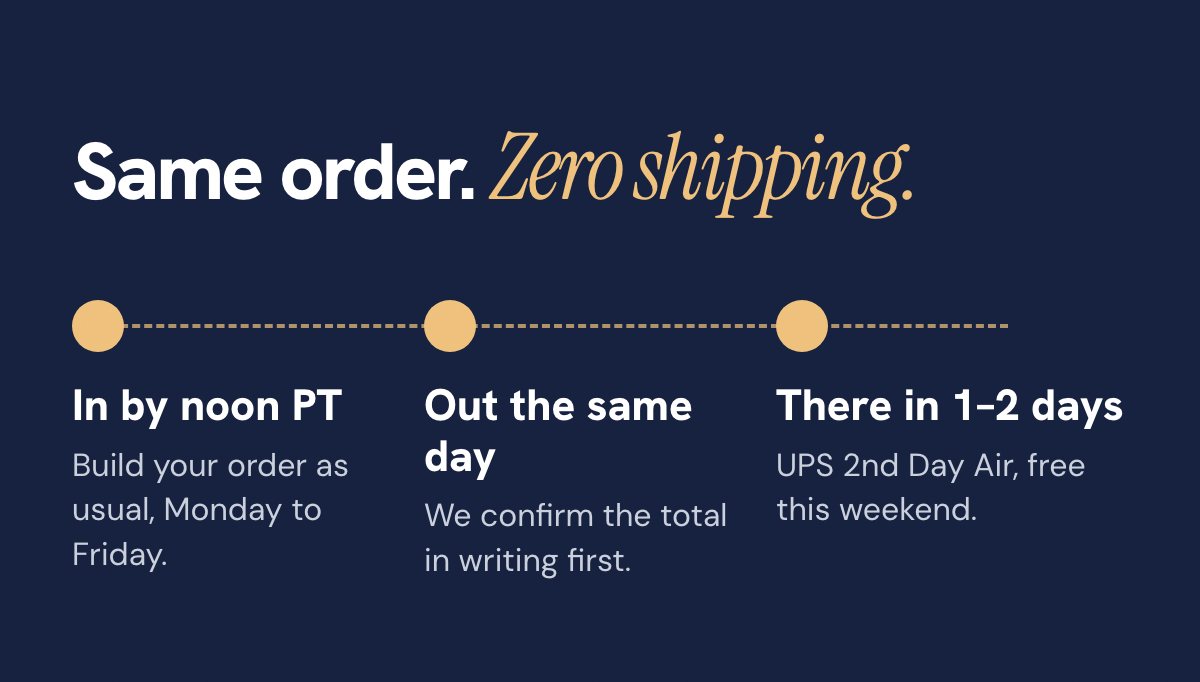 Same order. Zero shipping.
In by noon PT
Build your order as
usual, Monday to
Friday.
Out the same
day
We confirm the total
in writing first.
There in 1–2 days
UPS 2nd Day Air, free
this weekend.